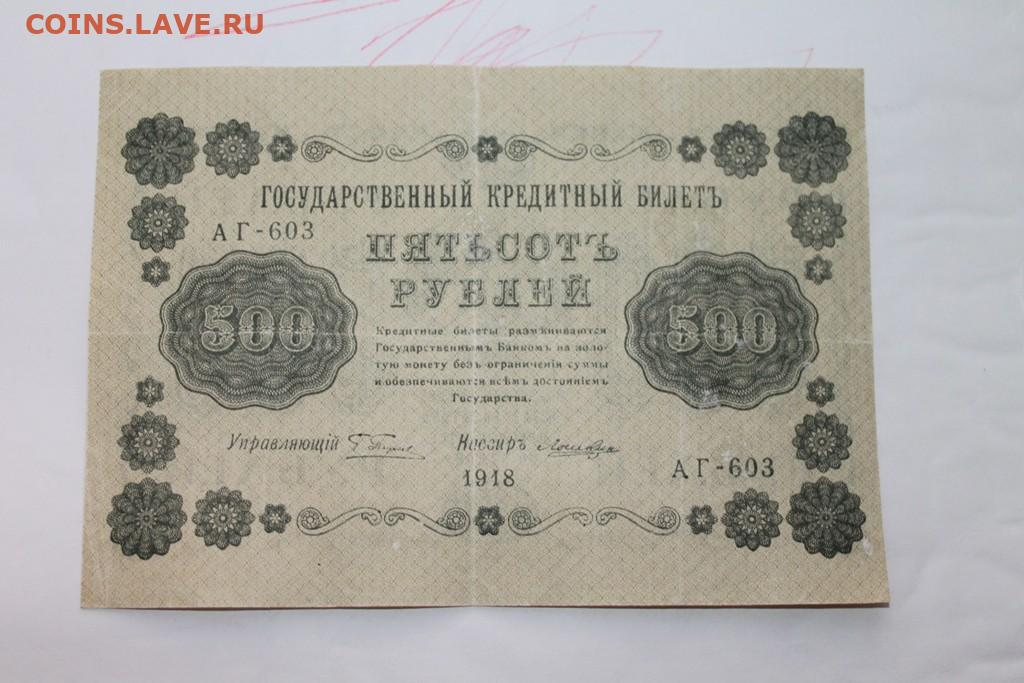 COINS.LAVE.RU
ГОСУДАРСТВЕННЫЙ КРЕДИТНЫЙ БИЛЕТЪ
АГ-603
ПЯТЬСОТЪ
РУБЛЕЙ
500
500
Кредитные билеты размѣниваются
Государственнымъ Банкомъ на золо-
тую монету безъ ограниченія суммы
и обезпечиваются всѣмъ достояніемъ
Государства.
Управляющій
Кассиръ
1918
АГ-603